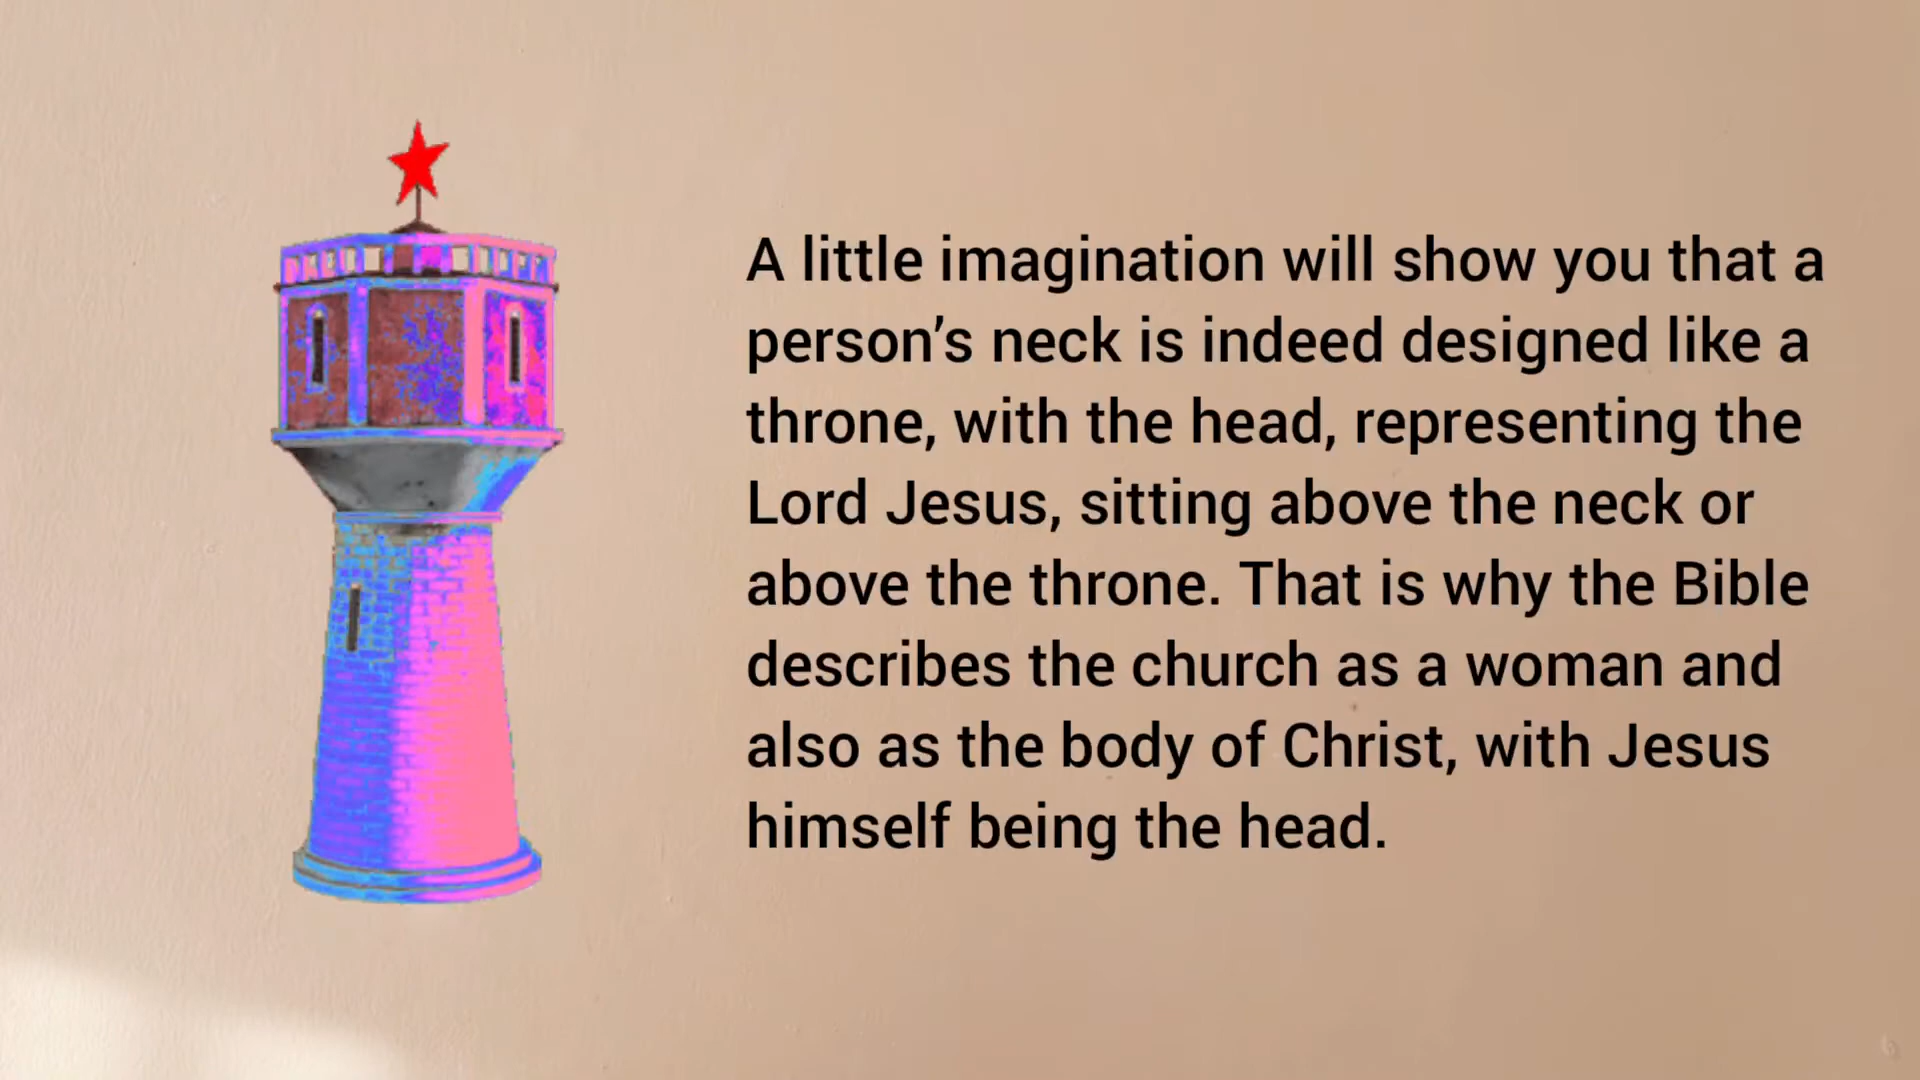 A little imagination will show you that a
person’s neck is indeed designed like a
throne, with the head, representing the
Lord Jesus, sitting above the neck or
above the throne. That is why the Bible
describes the church as a woman and
also as the body of Christ, with Jesus
himself being the head.